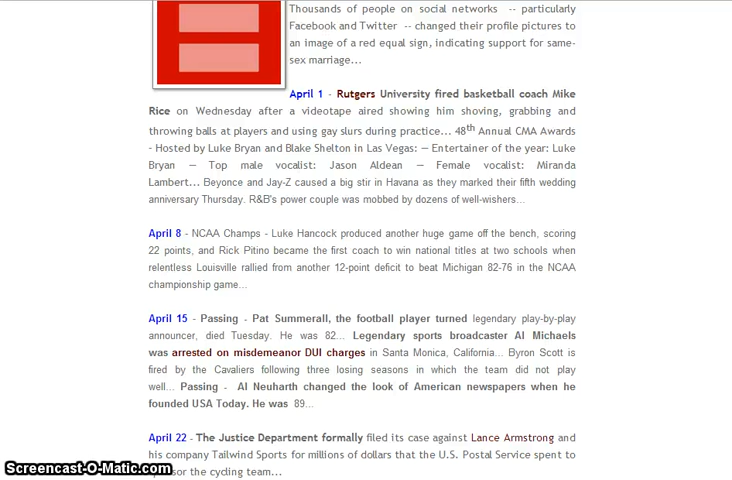 Thousands of people on social networks -- particularly
Facebook and Twitter -- changed their profile pictures to
an image of a red equal sign, indicating support for same-
sex marriage...
April 1 - Rutgers University fired basketball coach Mike
Rice on Wednesday after a videotape aired showing him shoving, grabbing and
throwing balls at players and using gay slurs during practice... 48th Annual CMA Awards
- Hosted by Luke Bryan and Blake Shelton in Las Vegas: — Entertainer of the year: Luke
Bryan — Top male vocalist: Jason Aldean — Female vocalist: Miranda
Lambert... Beyonce and Jay-Z caused a big stir in Havana as they marked their fifth wedding
anniversary Thursday. R&B's power couple was mobbed by dozens of well-wishers...
April 8 - NCAA Champs - Luke Hancock produced another huge game off the bench, scoring
22 points, and Rick Pitino became the first coach to win national titles at two schools when
relentless Louisville rallied from another 12-point deficit to beat Michigan 82-76 in the NCAA
championship game...
April 15 - Passing - Pat Summerall, the football player turned legendary play-by-play
announcer, died Tuesday. He was 82... Legendary sports broadcaster Al Michaels
was arrested on misdemeanor DUI charges in Santa Monica, California... Byron Scott is
fired by the Cavaliers following three losing seasons in which the team did not play
well... Passing - Al Neuharth changed the look of American newspapers when he
founded USA Today. He was 89...
April 22 - The Justice Department formally filed its case against Lance Armstrong and
his company Tailwind Sports for millions of dollars that the U.S. Postal Service spent to
the cycling team...
Screencast-O-Matic.com